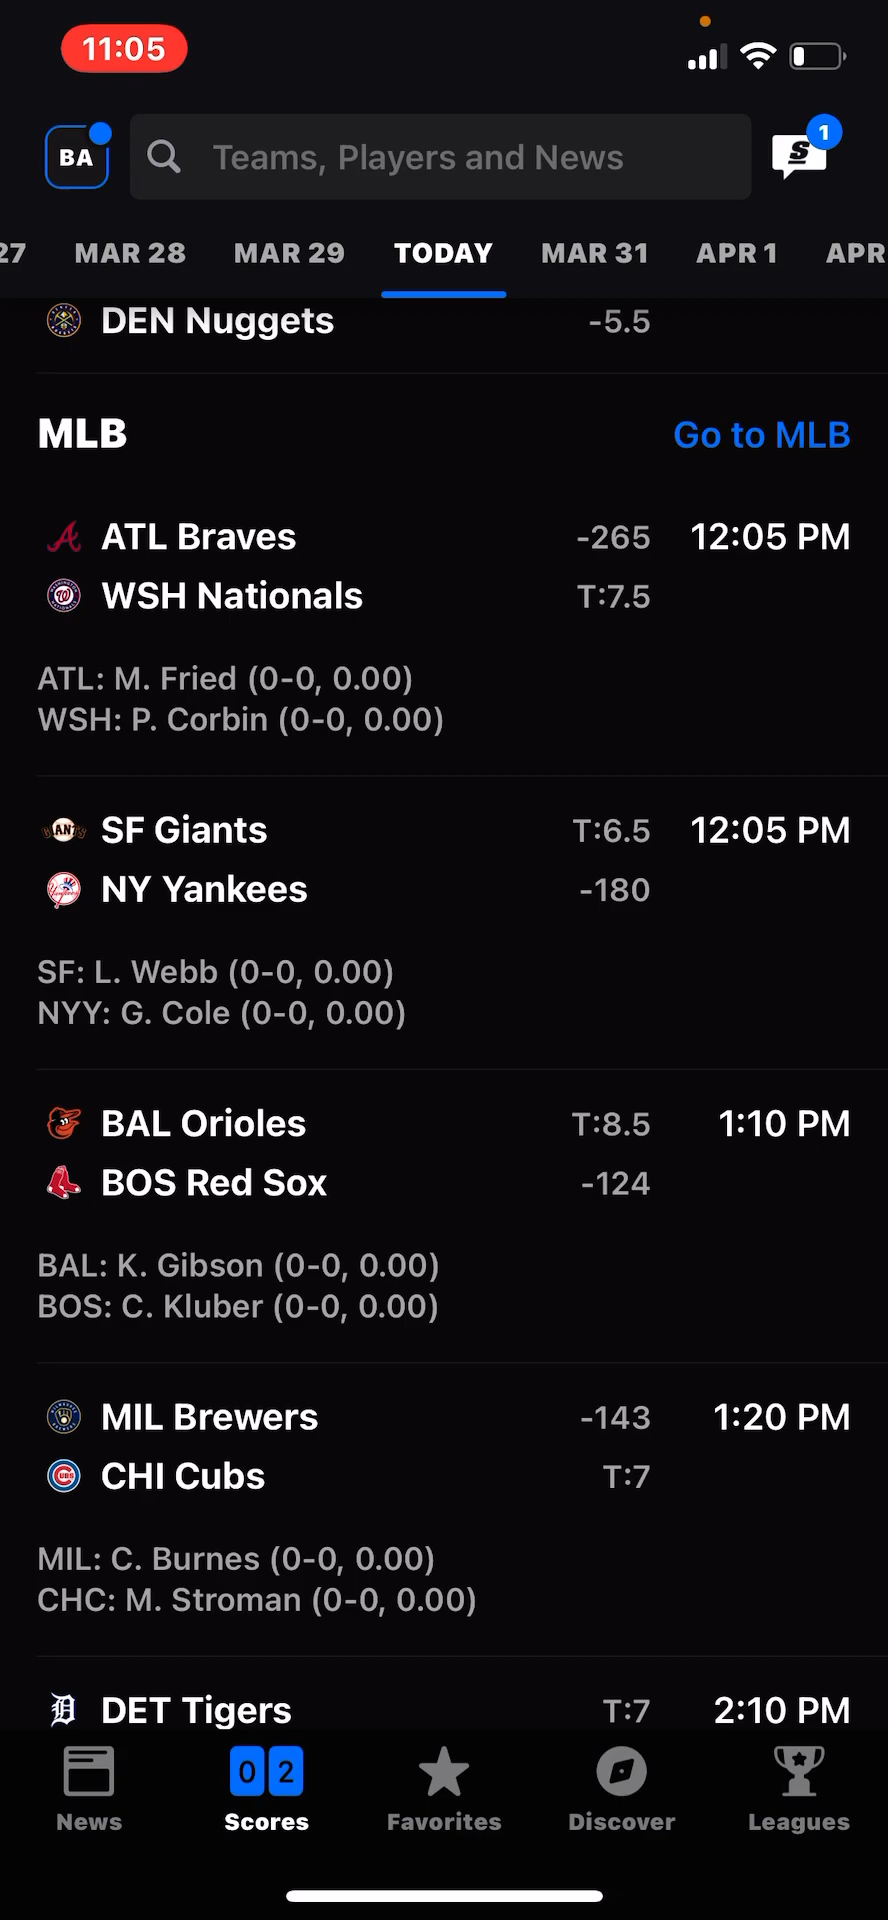 11:05
BA
Teams, Players and News
S
1
27 MAR 28 MAR 29 TODAY MAR 31 APR 1 APR
DEN Nuggets -5.5
MLB Go to MLB
ATL Braves -265 12:05 PM
WSH Nationals T:7.5
ATL: M. Fried (0-0, 0.00)
WSH: P. Corbin (0-0, 0.00)
SF Giants T:6.5 12:05 PM
NY Yankees -180
SF: L. Webb (0-0, 0.00)
NYY: G. Cole (0-0, 0.00)
BAL Orioles T:8.5 1:10 PM
BOS Red Sox -124
BAL: K. Gibson (0-0, 0.00)
BOS: C. Kluber (0-0, 0.00)
MIL Brewers -143 1:20 PM
CHI Cubs T:7
MIL: C. Burnes (0-0, 0.00)
CHC: M. Stroman (0-0, 0.00)
DET Tigers T:7 2:10 PM
0 2
News Scores Favorites Discover Leagues